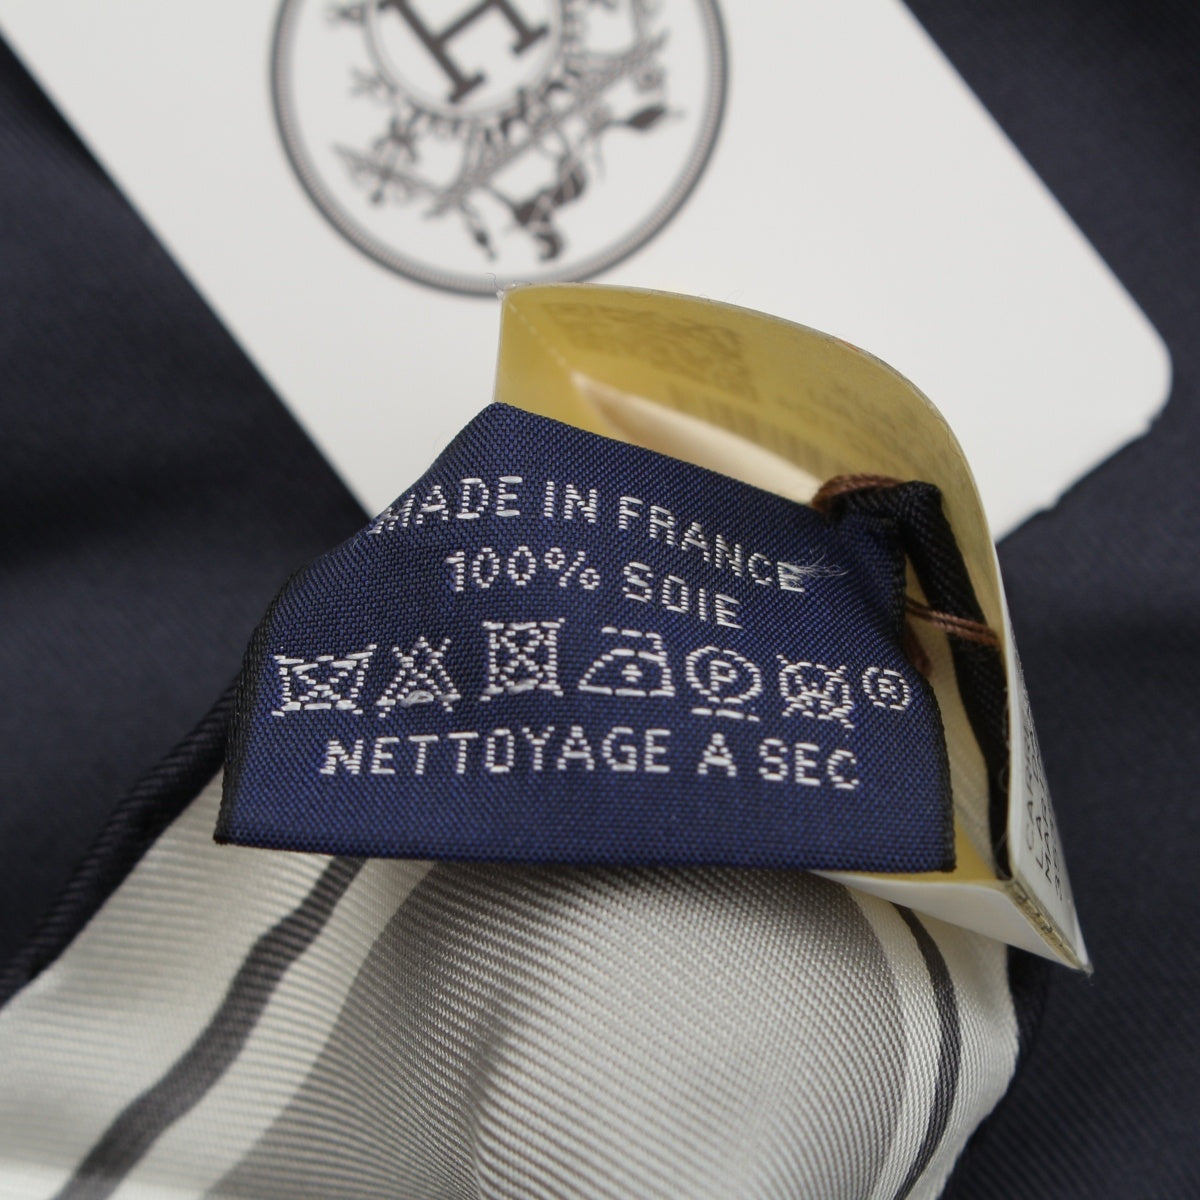 H
MADE IN FRANCE
100% SOIE
P W ®
NETTOYAGE A SEC